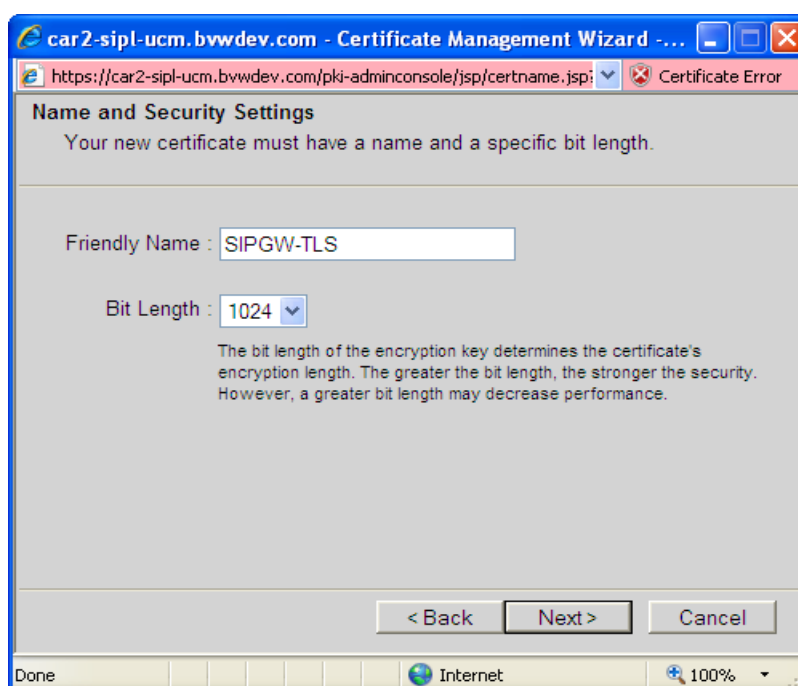 car2-sipl-ucm.bvwdev.com - Certificate Management Wizard -...
https://car2-sipl-ucm.bvwdev.com/pki-adminconsole/jsp/certname.jsp? Certificate Error
Name and Security Settings
Your new certificate must have a name and a specific bit length.
Friendly Name : SIPGW-TLS
Bit Length : 1024
The bit length of the encryption key determines the certificate's
encryption length. The greater the bit length, the stronger the security.
However, a greater bit length may decrease performance.
< Back Next > Cancel
Done Internet 100%